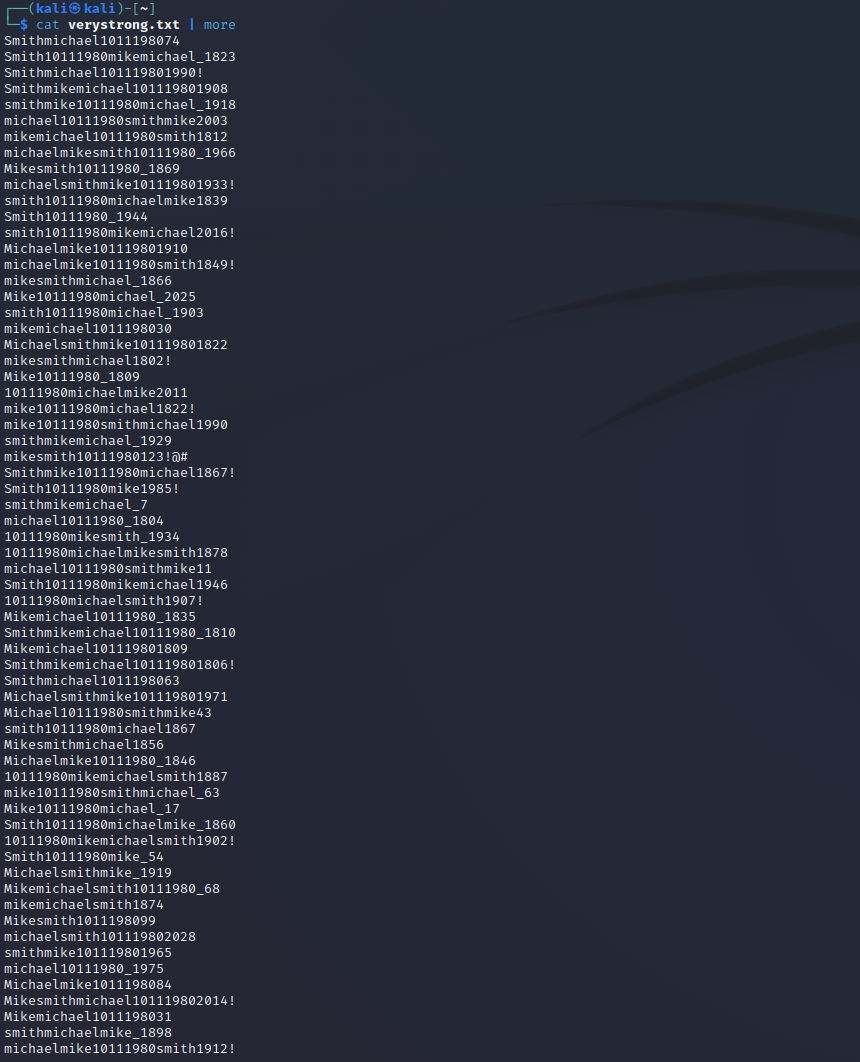 ┌──(kali㉿kali)-[~]
└─$ cat verystrong.txt | more
Smithmichael1011198074
Smith10111980mikemichael_1823
Smithmichael101119801990!
Smithmikemichael101119801908
smithmike10111980michael_1918
michael10111980smithmike2003
mikemichael10111980smith1812
michaelmikesmith10111980_1966
Mikesmith10111980_1869
michaelsmithmike101119801933!
smith10111980michaelmike1839
Smith10111980_1944
smith10111980mikemichael2016!
Michaelmike101119801910
michaelmike10111980smith1849!
mikesmithmichael_1866
Mike10111980michael_2025
smith10111980michael_1903
mikemichael1011198030
Michaelsmithmike101119801822
mikesmithmichael1802!
Mike10111980_1809
10111980michaelmike2011
mike10111980michael1822!
mike10111980smithmichael1990
smithmikemichael_1929
mikesmith10111980123!@#
Smithmike10111980michael1867!
Smith10111980mike1985!
smithmikemichael_7
michael10111980_1804
10111980mikesmith_1934
10111980michaelmikesmith1878
michael10111980smithmike11
Smith10111980mikemichael1946
10111980michaelsmith1907!
Mikemichael10111980_1835
Smithmikemichael10111980_1810
Mikemichael101119801809
Smithmikemichael101119801806!
Smithmichael1011198063
Michaelsmithmike101119801971
Michael10111980smithmike43
smith10111980michael1867
Mikesmithmichael1856
Michaelmike10111980_1846
10111980mikemichaelsmith1887
mike10111980smithmichael_63
Mike10111980michael_17
Smith10111980michaelmike_1860
10111980mikemichaelsmith1902!
Smith10111980mike_54
Michaelsmithmike_1919
Mikemichaelsmith10111980_68
mikemichaelsmith1874
Mikesmith1011198099
michaelsmith101119802028
smithmike101119801965
michael10111980_1975
Michaelmike1011198084
Mikesmithmichael101119802014!
Mikemichael1011198031
smithmichaelmike_1898
michaelmike10111980smith1912!